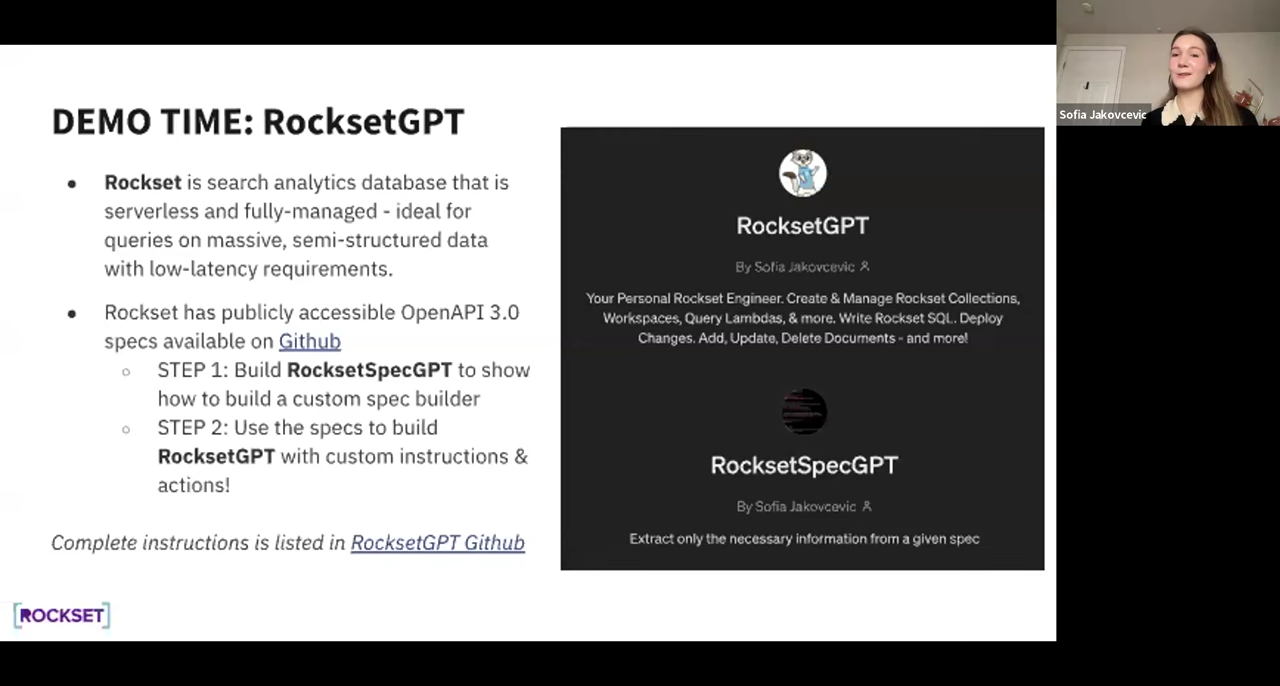 DEMO TIME: RocksetGPT
● Rockset is search analytics database that is
serverless and fully-managed - ideal for
queries on massive, semi-structured data
with low-latency requirements.
● Rockset has publicly accessible OpenAPI 3.0
specs available on Github
○ STEP 1: Build RocksetSpecGPT to show
how to build a custom spec builder
○ STEP 2: Use the specs to build
RocksetGPT with custom instructions &
actions!
Complete instructions is listed in RocksetGPT Github
[ROCKSET]
RocksetGPT
By Sofia Jakovcevic
Your Personal Rockset Engineer. Create & Manage Rockset Collections,
Workspaces, Query Lambdas, & more. Write Rockset SQL. Deploy
Changes. Add, Update, Delete Documents - and more!
RocksetSpecGPT
By Sofia Jakovcevic
Extract only the necessary information from a given spec
Sofia Jakovcevic